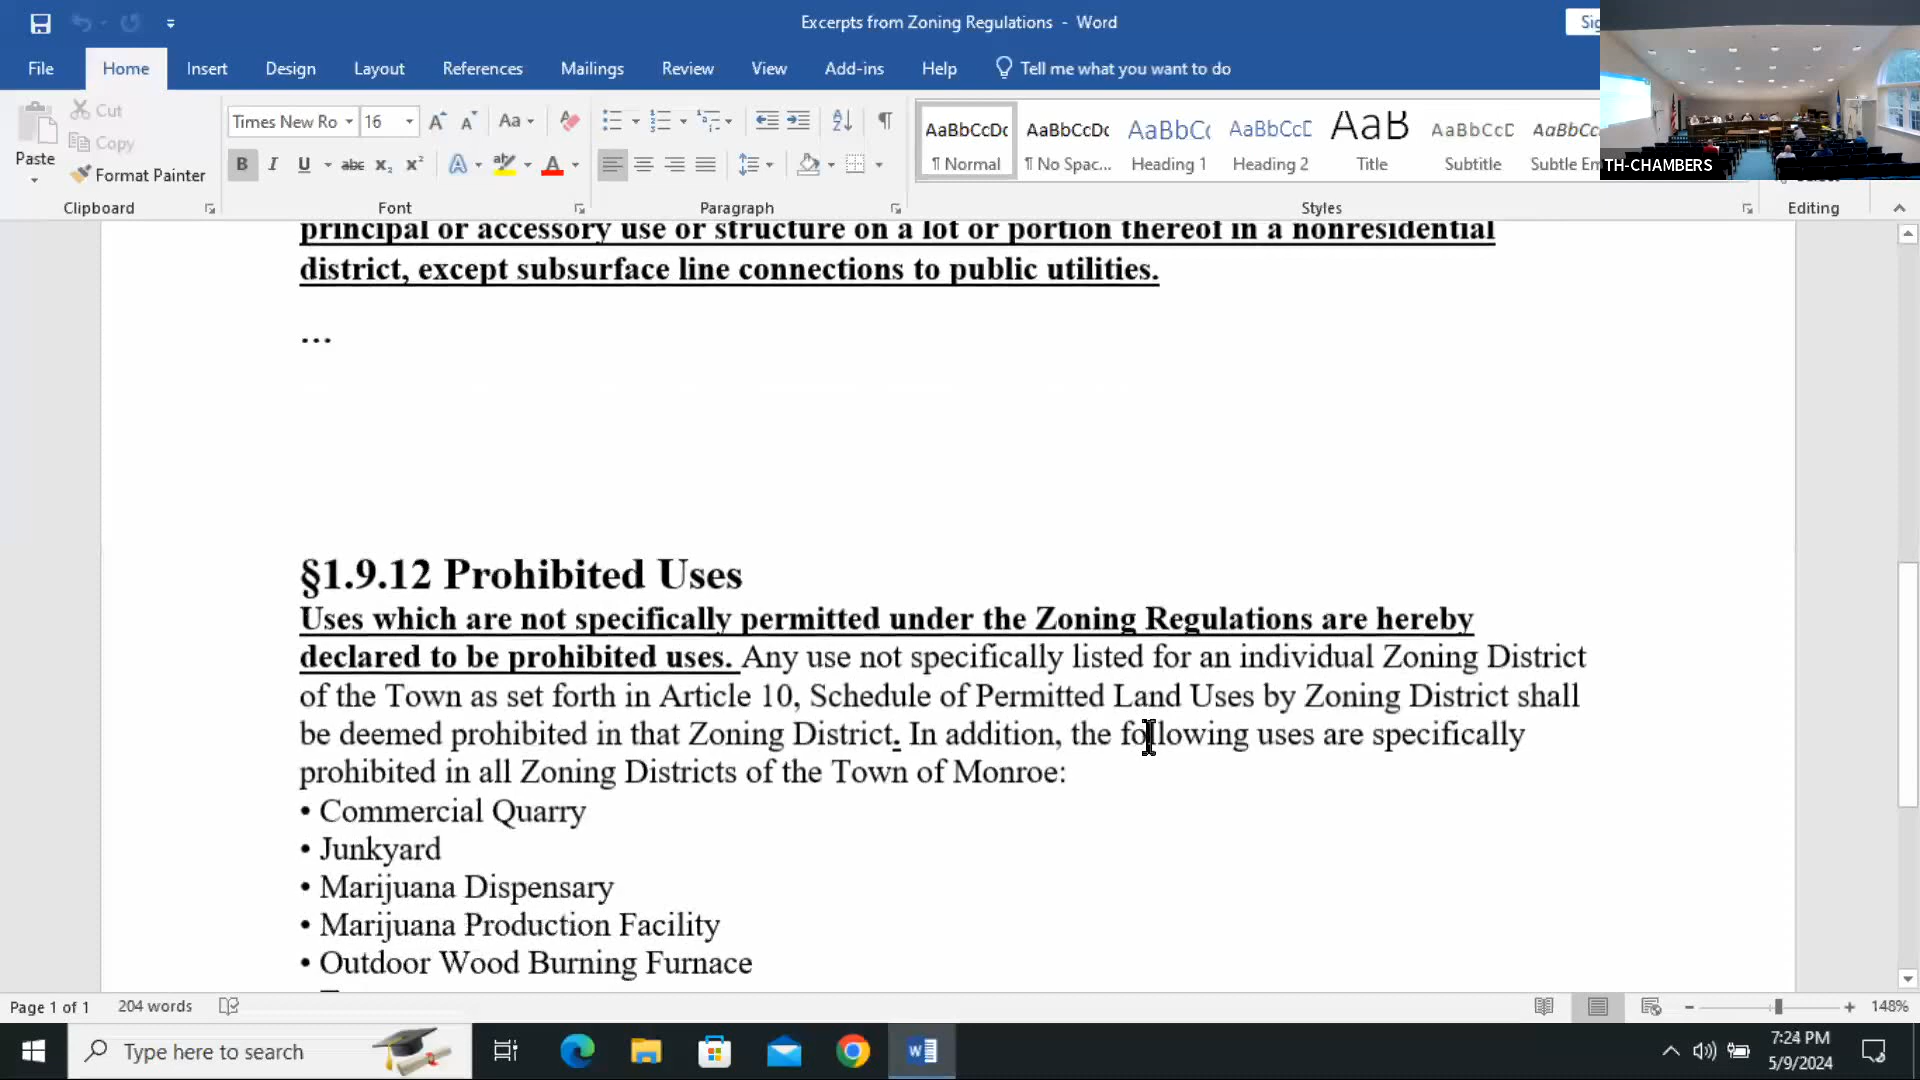 Excerpts from Zoning Regulations - Word
File Home Insert Design Layout References Mailings Review View Add-ins Help Tell me what you want to do
Cut
Copy
Paste
Format Painter
Clipboard
Times New Ro 16
Font
Paragraph
AaBbCcDc AaBbCcDc AaBbC AaBbCcD AaB AaBbCcD AaBbCc
¶ Normal ¶ No Spac... Heading 1 Heading 2 Title Subtitle Subtle Em
Styles
Editing
TH-CHAMBERS
principal or accessory use or structure on a lot or portion thereof in a nonresidential
district, except subsurface line connections to public utilities.
...
§1.9.12 Prohibited Uses
Uses which are not specifically permitted under the Zoning Regulations are hereby
declared to be prohibited uses. Any use not specifically listed for an individual Zoning District
of the Town as set forth in Article 10, Schedule of Permitted Land Uses by Zoning District shall
be deemed prohibited in that Zoning District. In addition, the following uses are specifically
prohibited in all Zoning Districts of the Town of Monroe:
• Commercial Quarry
• Junkyard
• Marijuana Dispensary
• Marijuana Production Facility
• Outdoor Wood Burning Furnace
Page 1 of 1 204 words 148%
Type here to search
7:24 PM
5/9/2024